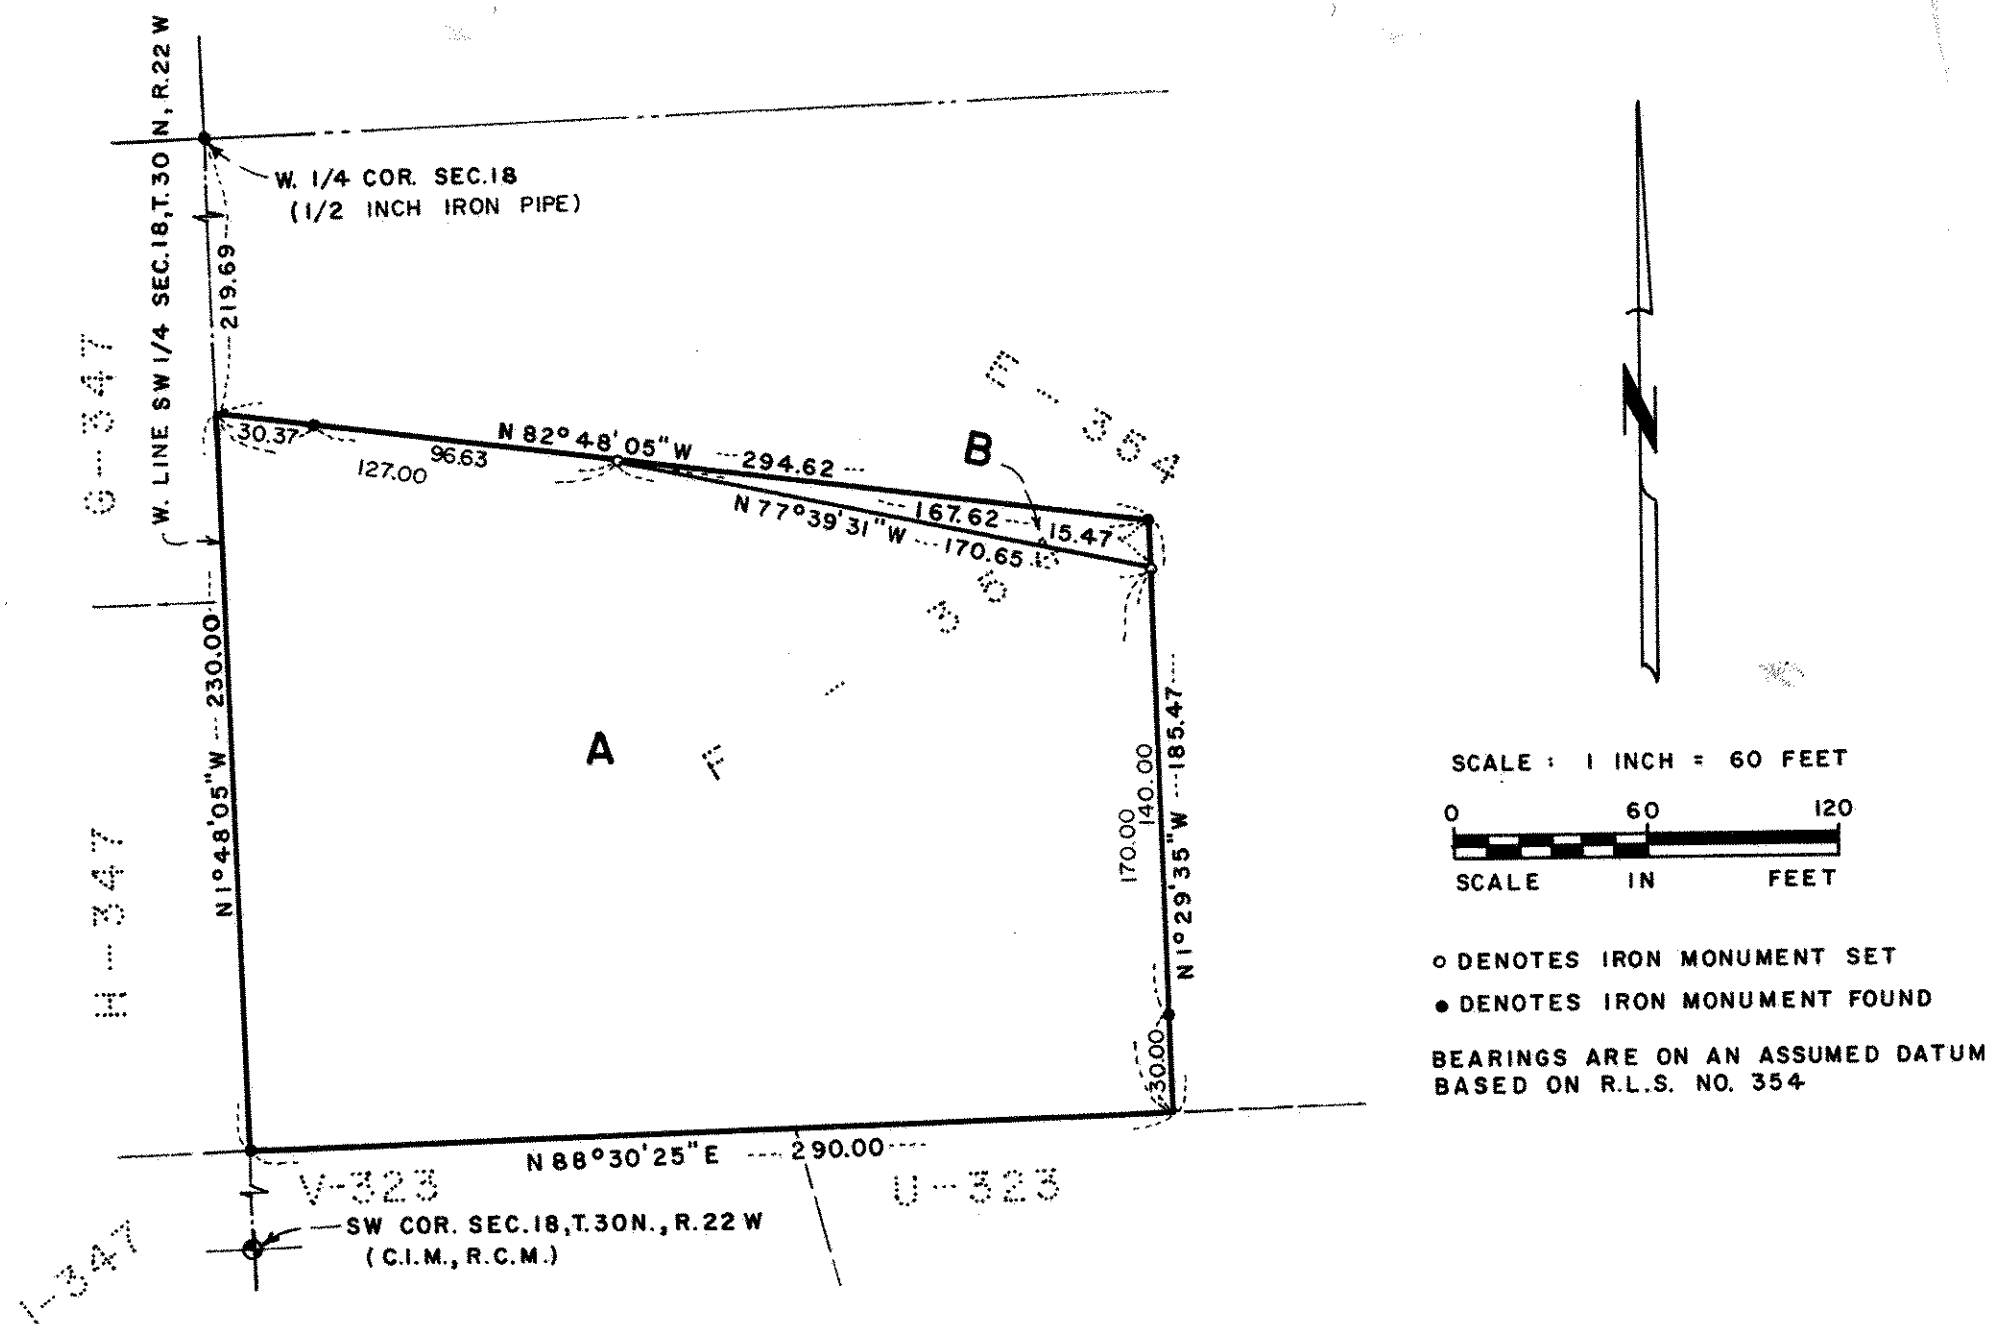 W. LINE SW 1/4 SEC.18,T.30 N, R.22 W
W. 1/4 COR. SEC.18
(1/2 INCH IRON PIPE)
219.69
G-347
E-354
30.37
96.63
127.00
N 82° 48' 05" W ---294.62---
B
167.62
15.47
N 77° 39' 31" W ---170.65
F - 353
N 1° 48' 05" W --- 230.00
A
N 1° 29' 35" W ---185.47---
140.00
170.00
30.00
H-347
N 88° 30' 25" E ---290.00---
V-323
U-323
SW COR. SEC.18,T.30N., R.22 W
(C.I.M., R.C.M.)
I-347
N
SCALE : 1 INCH = 60 FEET
0 60 120
SCALE IN FEET
DENOTES IRON MONUMENT SET
DENOTES IRON MONUMENT FOUND
BEARINGS ARE ON AN ASSUMED DATUM
BASED ON R.L.S. NO. 354